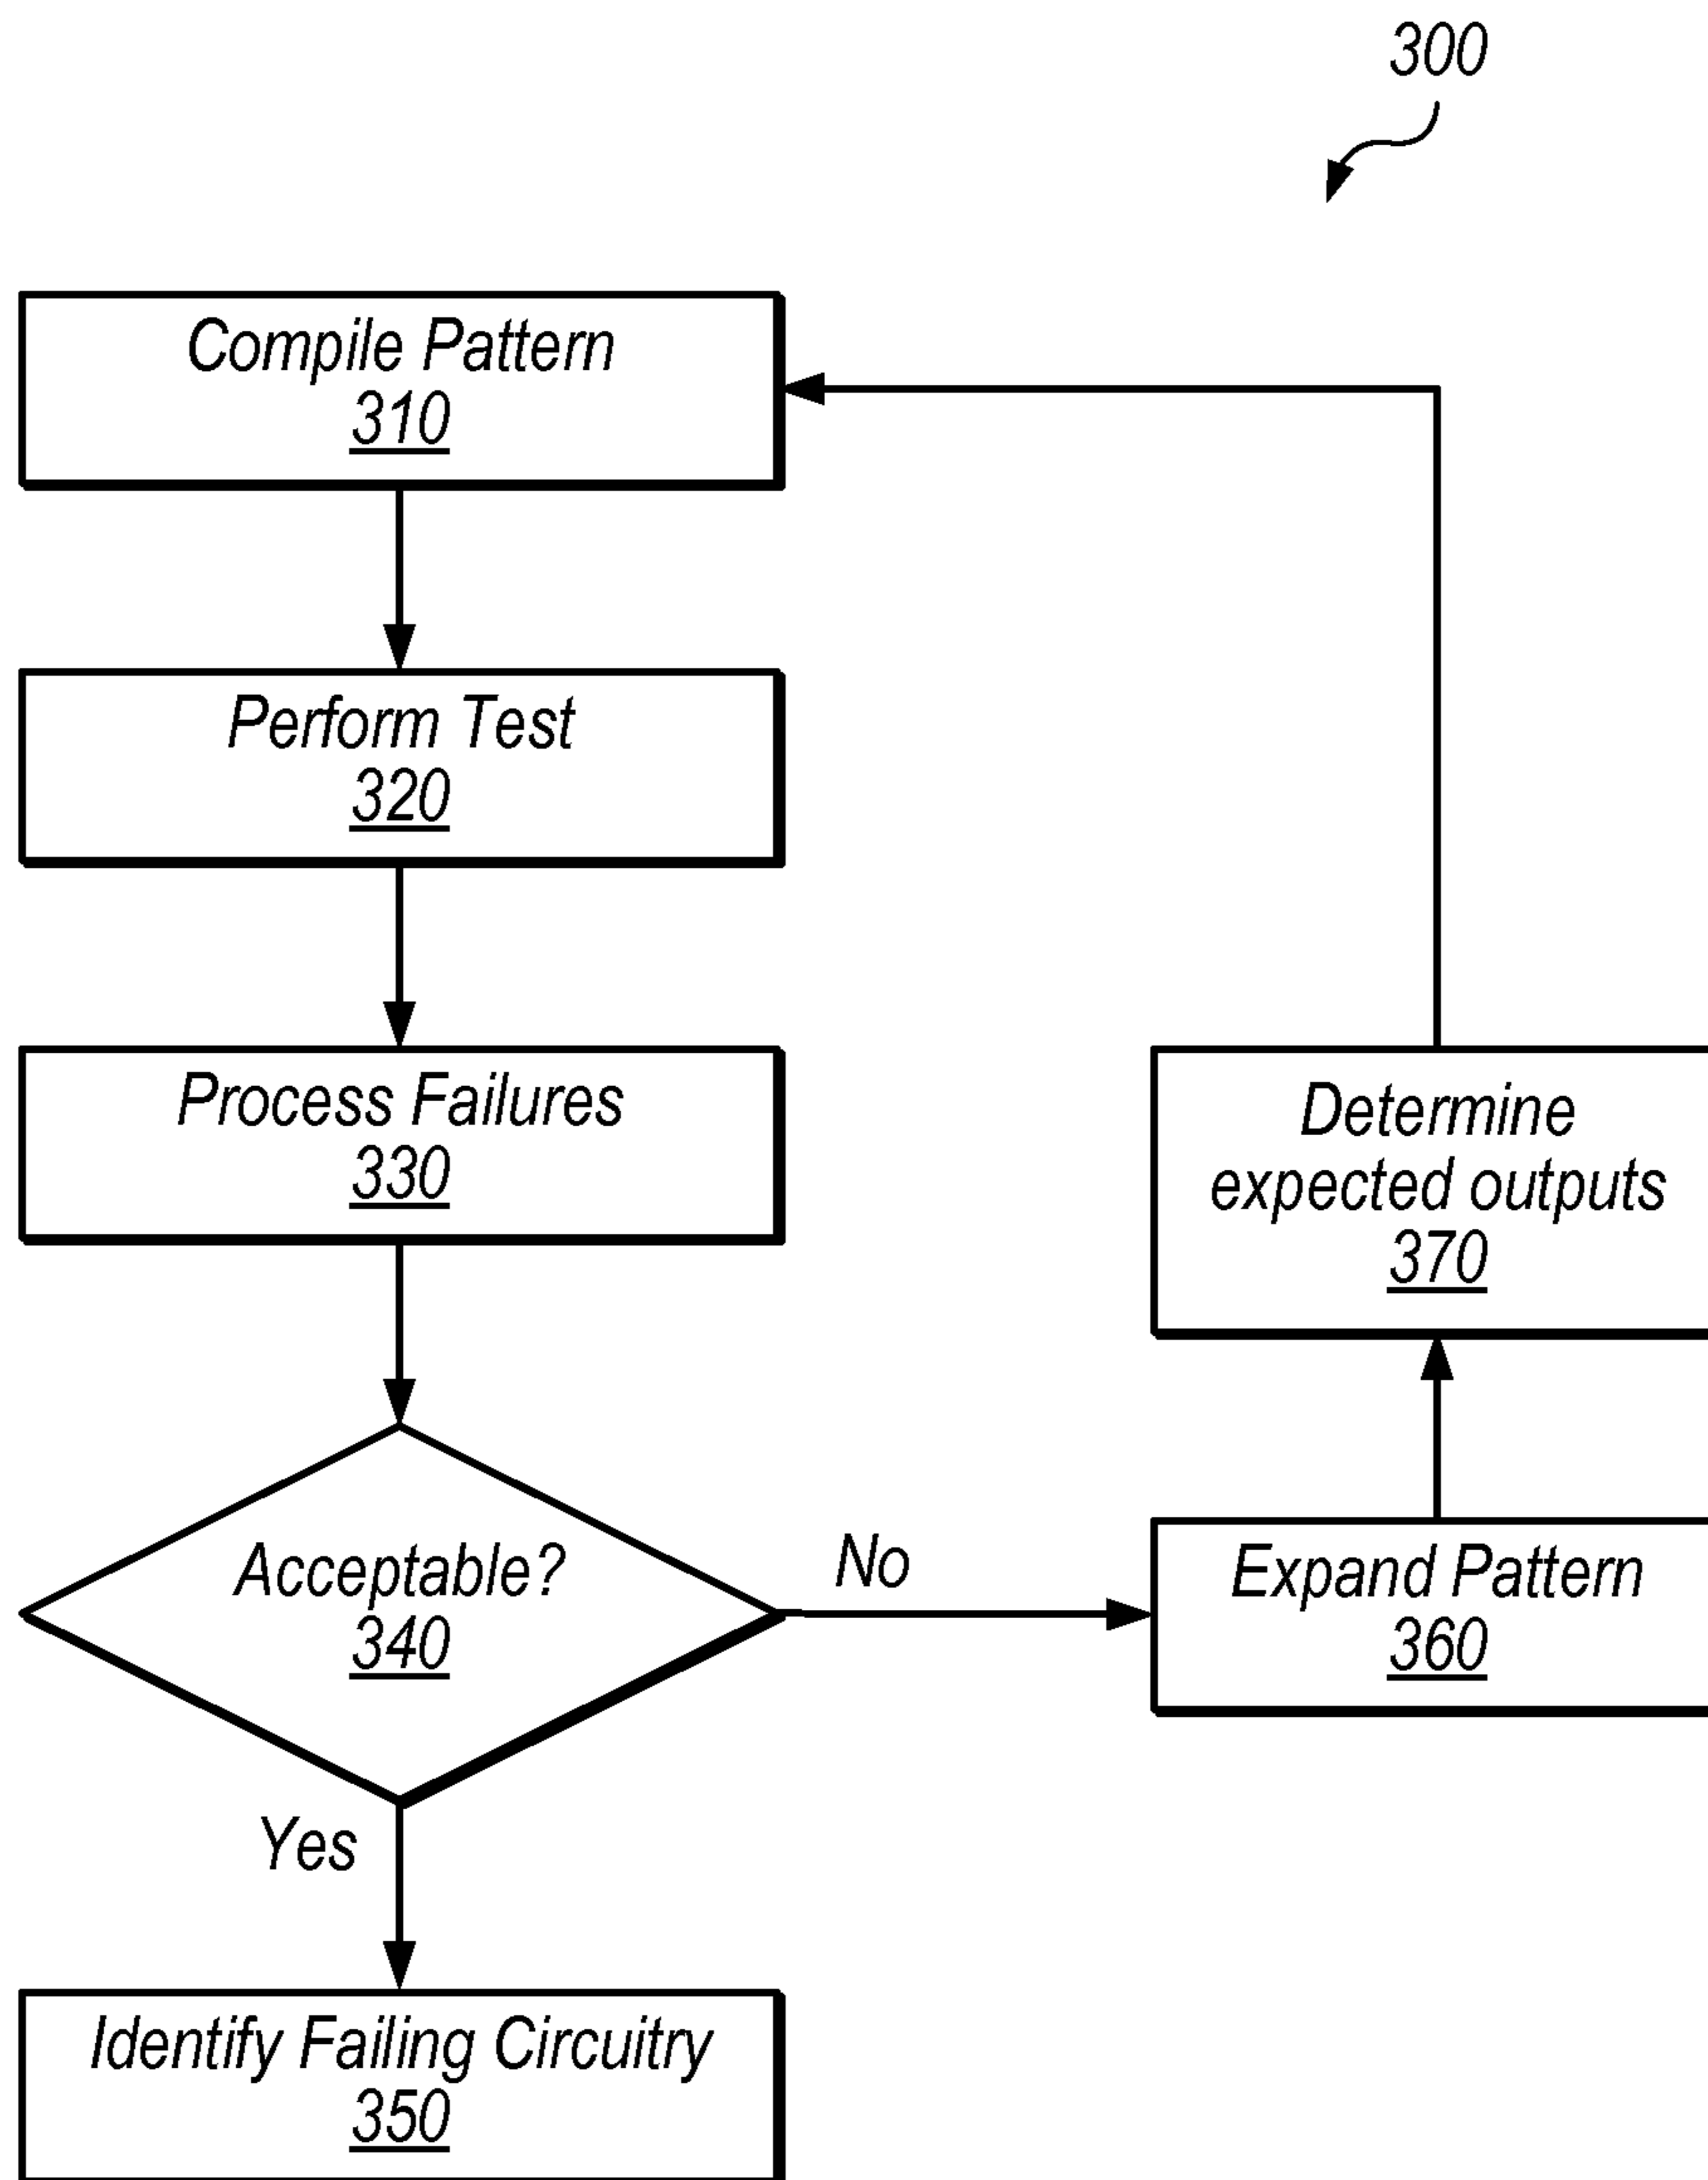 300
Compile Pattern
310
Perform Test
320
Process Failures
330
Determine
expected outputs
370
Acceptable?
340
No
Expand Pattern
360
Yes
Identify Failing Circuitry
350